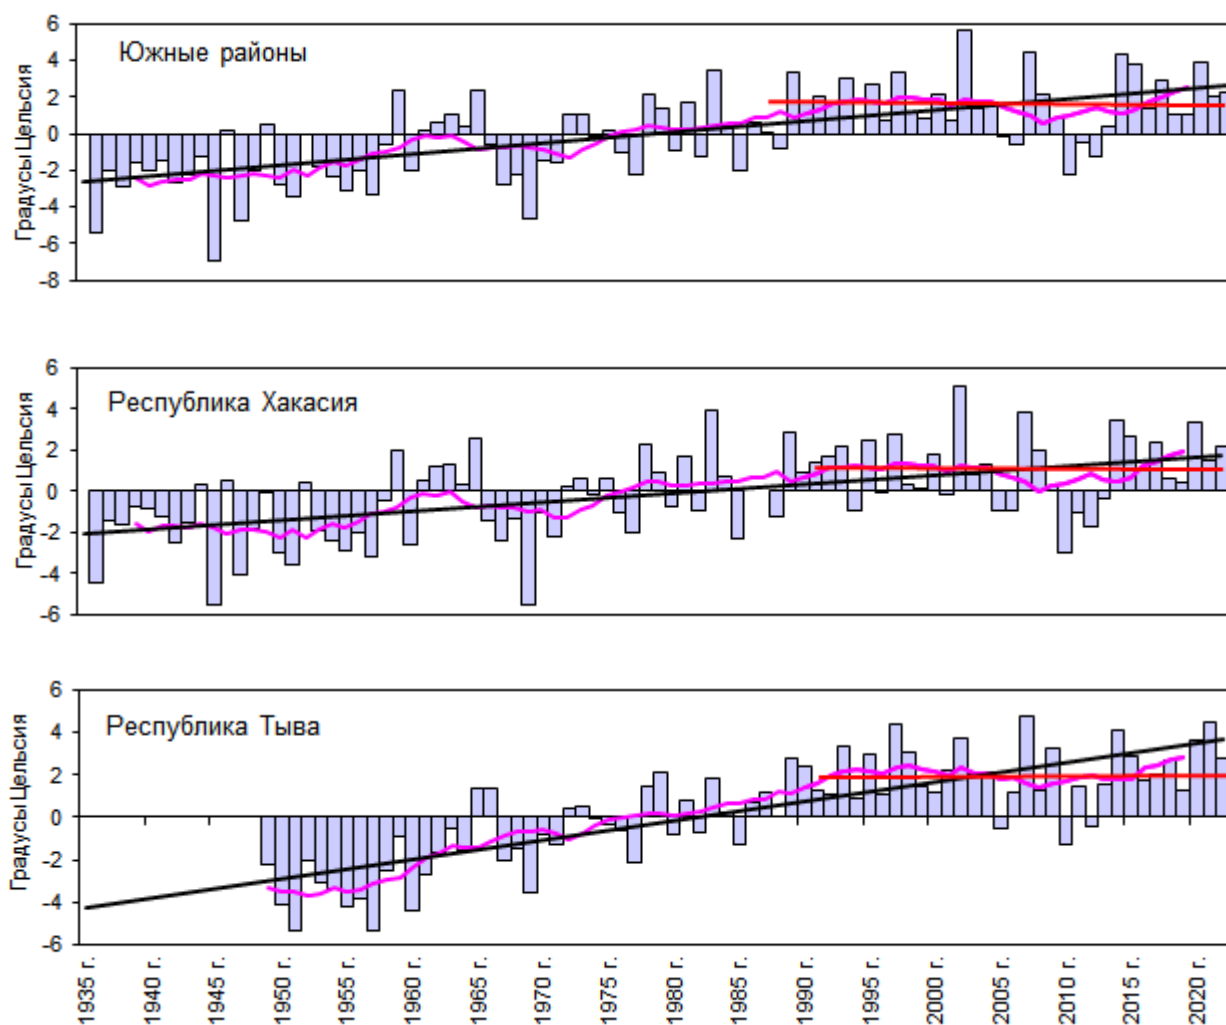 6
4
2
0
-2
-4
-6
-8
Градусы Цельсия
Южные районы
6
4
2
0
-2
-4
-6
Градусы Цельсия
Республика Хакасия
6
4
2
0
-2
-4
-6
Градусы Цельсия
Республика Тыва
1935 г.
1940 г.
1945 г.
1950 г.
1955 г.
1960 г.
1965 г.
1970 г.
1975 г.
1980 г.
1985 г.
1990 г.
1995 г.
2000 г.
2005 г.
2010 г.
2015 г.
2020 г.